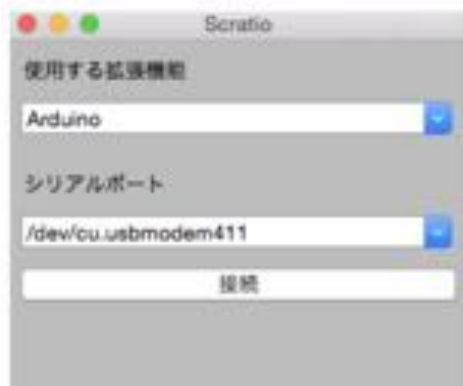 Scratio
使用する拡張機能
Arduino
シリアルポート
/dev/cu.usbmodem411
接続